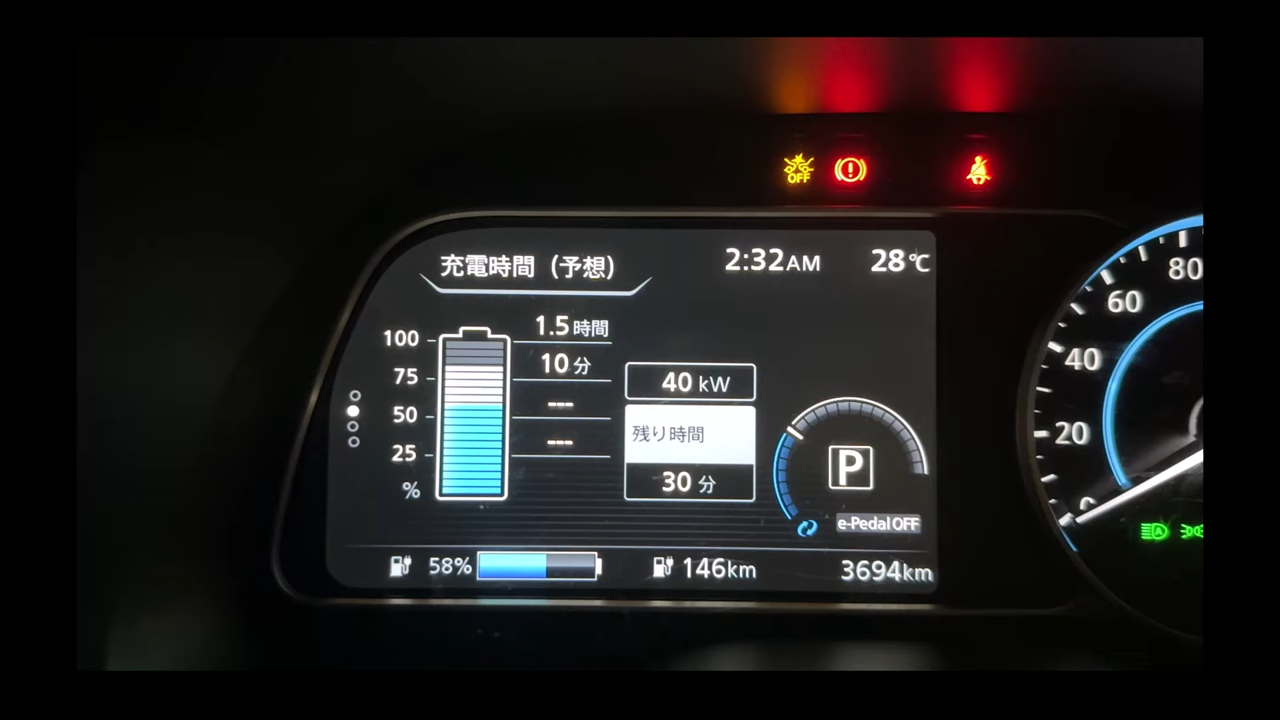 OFF
充電時間（予想）
2:32AM
28℃
100
75
50
25
%
1.5時間
10分
---
---
40 kW
残り時間
30 分
P
e-Pedal OFF
58%
146km
3694km
80
60
40
20
0
A